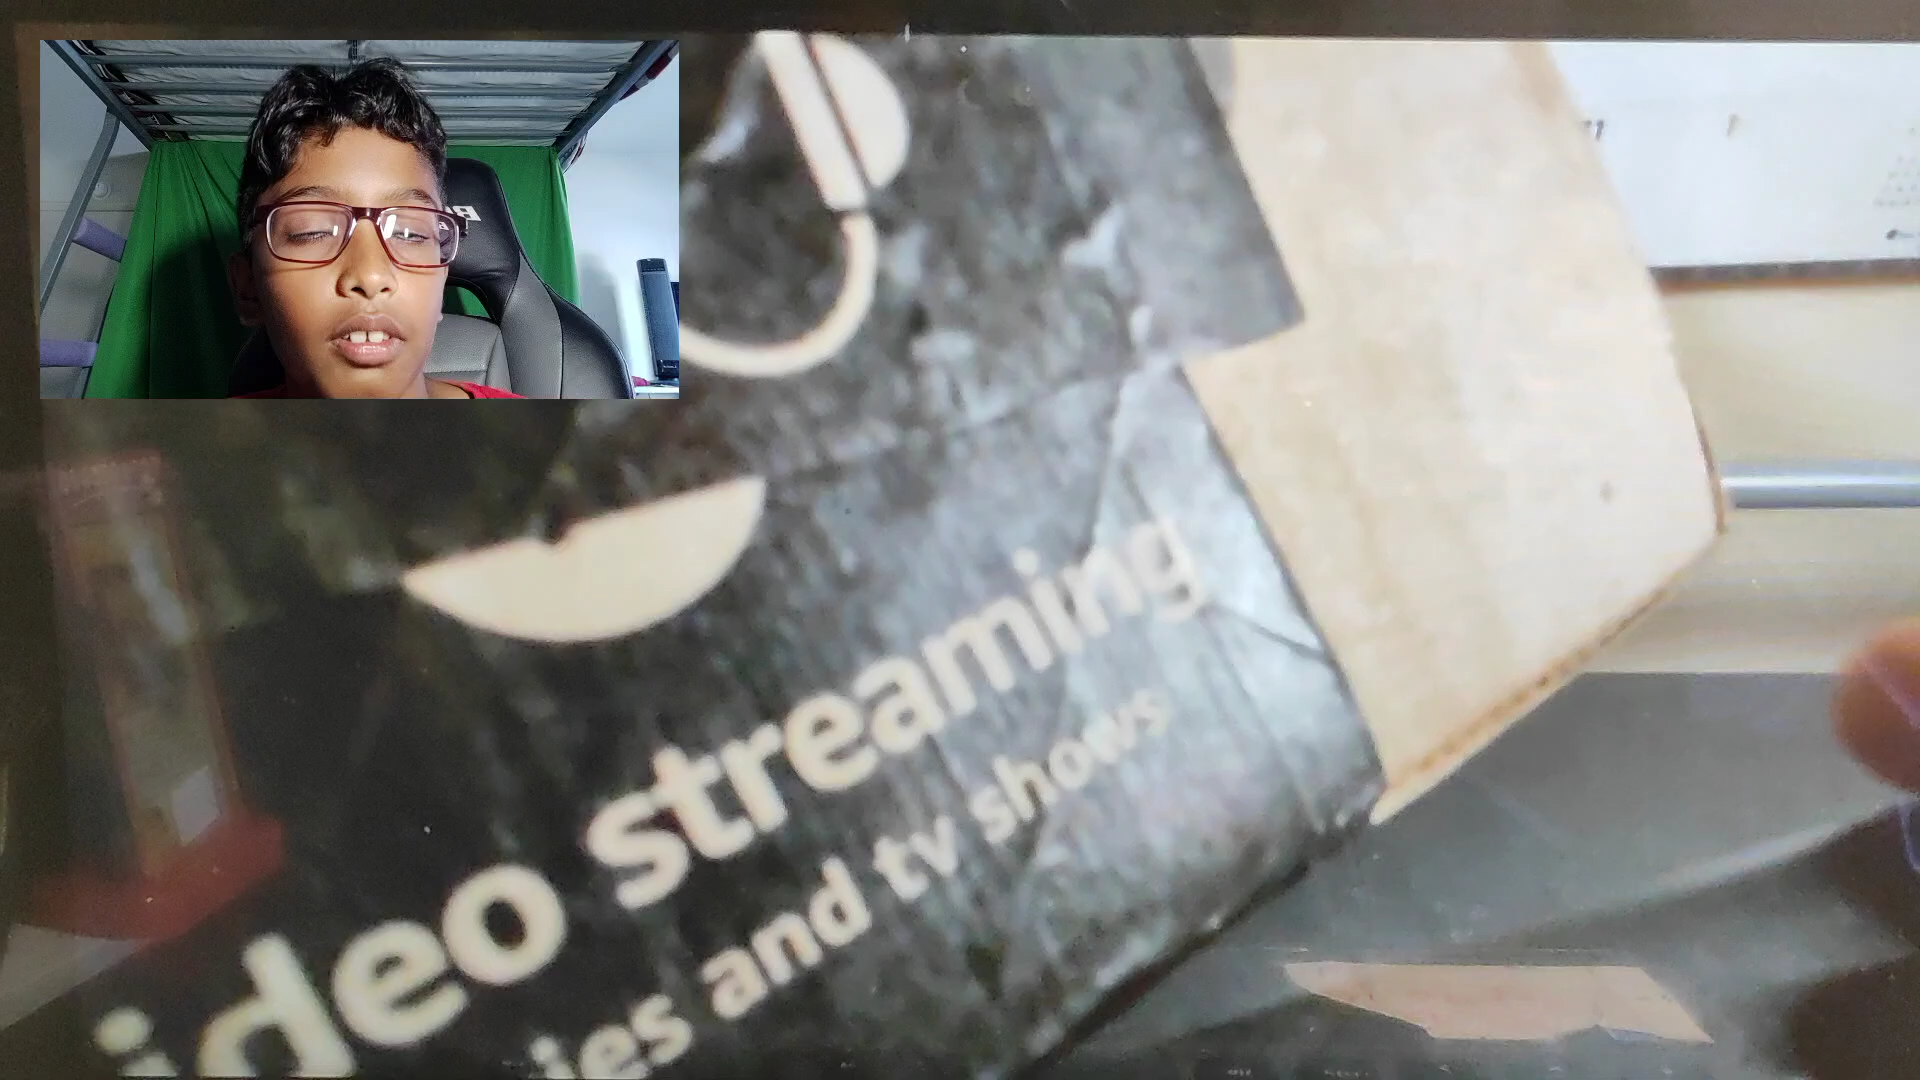 ideo streaming
ies and tv shows